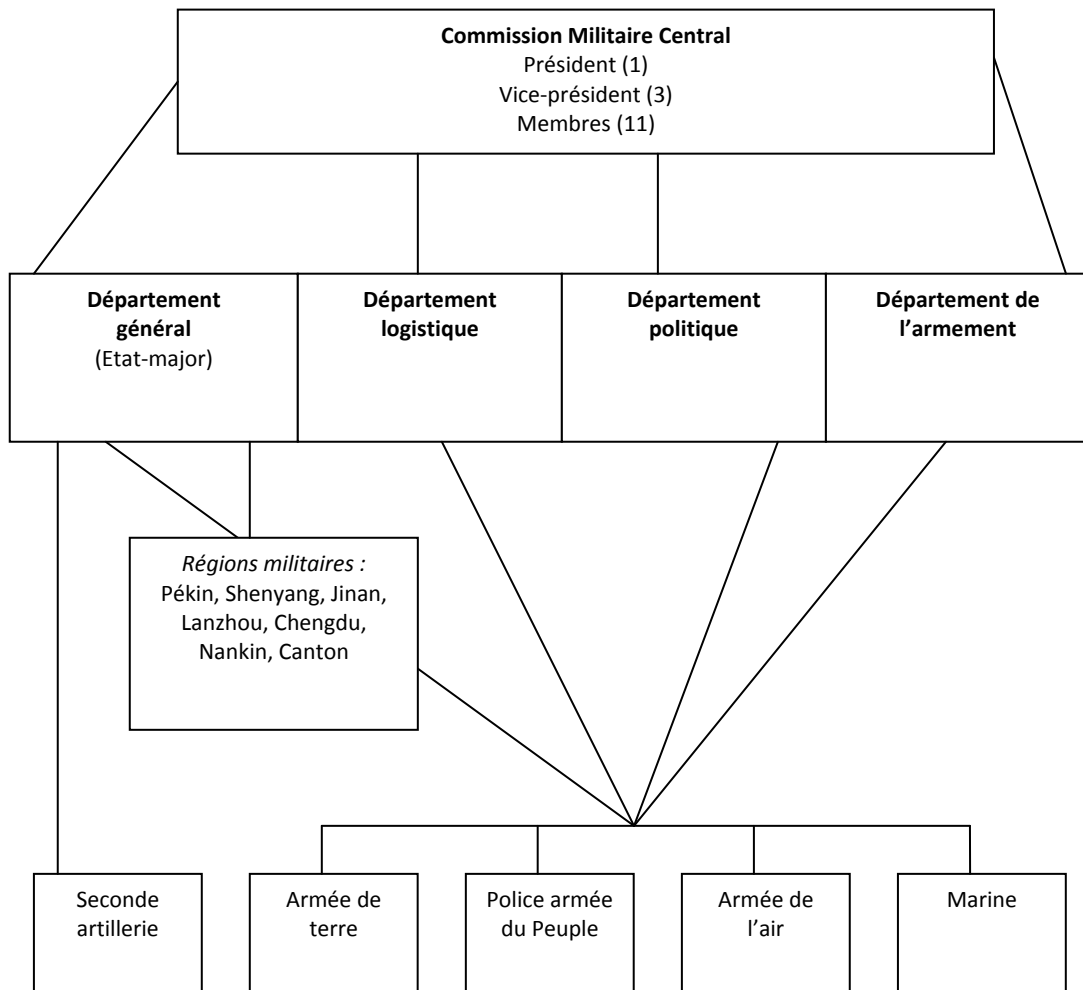 Commission Militaire Central
Président (1)
Vice-président (3)
Membres (11)
Département
général
(Etat-major)
Département
logistique
Département
politique
Département de
l’armement
Régions militaires :
Pékin, Shenyang, Jinan,
Lanzhou, Chengdu,
Nankin, Canton
Seconde
artillerie
Armée de
terre
Police armée
du Peuple
Armée de
l’air
Marine